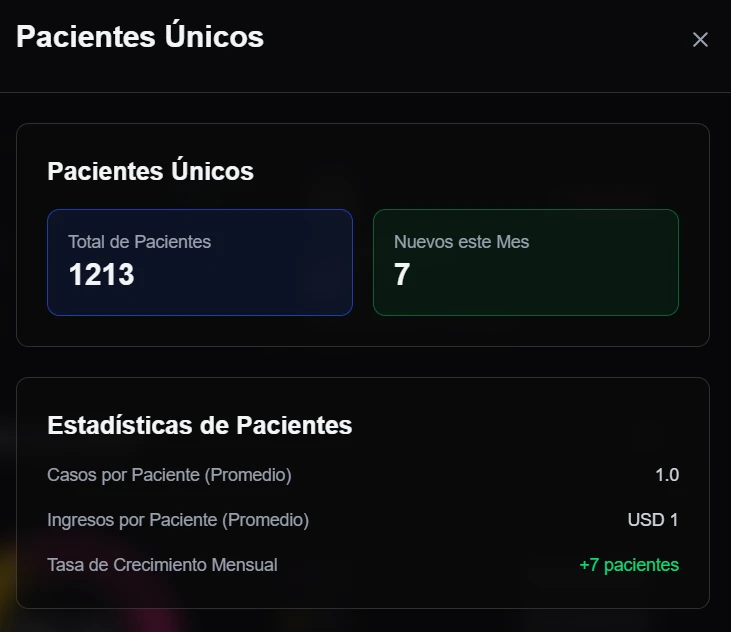 Pacientes Únicos
Pacientes Únicos
Total de Pacientes
1213
Nuevos este Mes
7
Estadísticas de Pacientes
Casos por Paciente (Promedio) 1.0
Ingresos por Paciente (Promedio) USD 1
Tasa de Crecimiento Mensual +7 pacientes